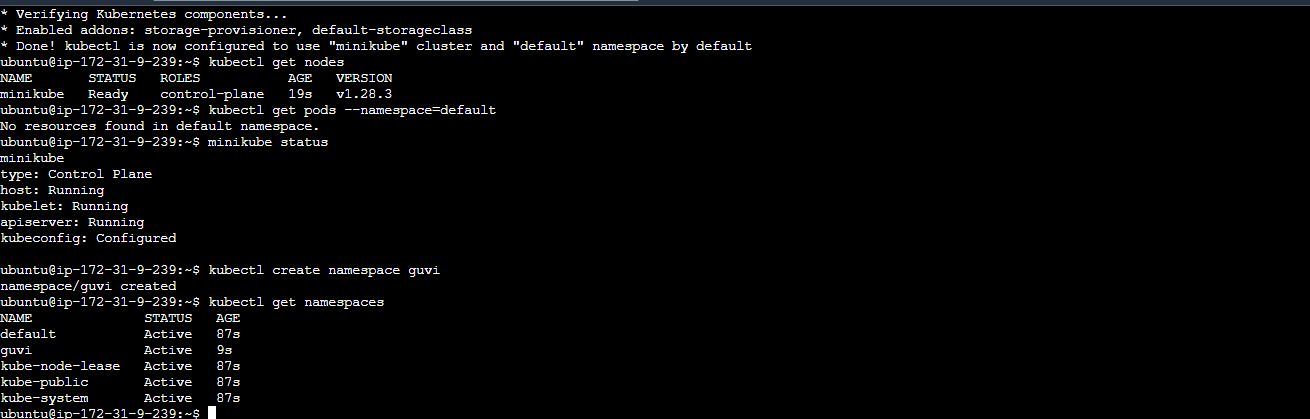 * Verifying Kubernetes components...
* Enabled addons: storage-provisioner, default-storageclass
* Done! kubectl is now configured to use "minikube" cluster and "default" namespace by default
ubuntu@ip-172-31-9-239:~$ kubectl get nodes
NAME       STATUS   ROLES           AGE   VERSION
minikube   Ready    control-plane   19s   v1.28.3
ubuntu@ip-172-31-9-239:~$ kubectl get pods --namespace=default
No resources found in default namespace.
ubuntu@ip-172-31-9-239:~$ minikube status
minikube
type: Control Plane
host: Running
kubelet: Running
apiserver: Running
kubeconfig: Configured
ubuntu@ip-172-31-9-239:~$ kubectl create namespace guvi
namespace/guvi created
ubuntu@ip-172-31-9-239:~$ kubectl get namespaces
NAME              STATUS   AGE
default           Active   87s
guvi              Active   9s
kube-node-lease   Active   87s
kube-public       Active   87s
kube-system       Active   87s
ubuntu@ip-172-31-9-239:~$